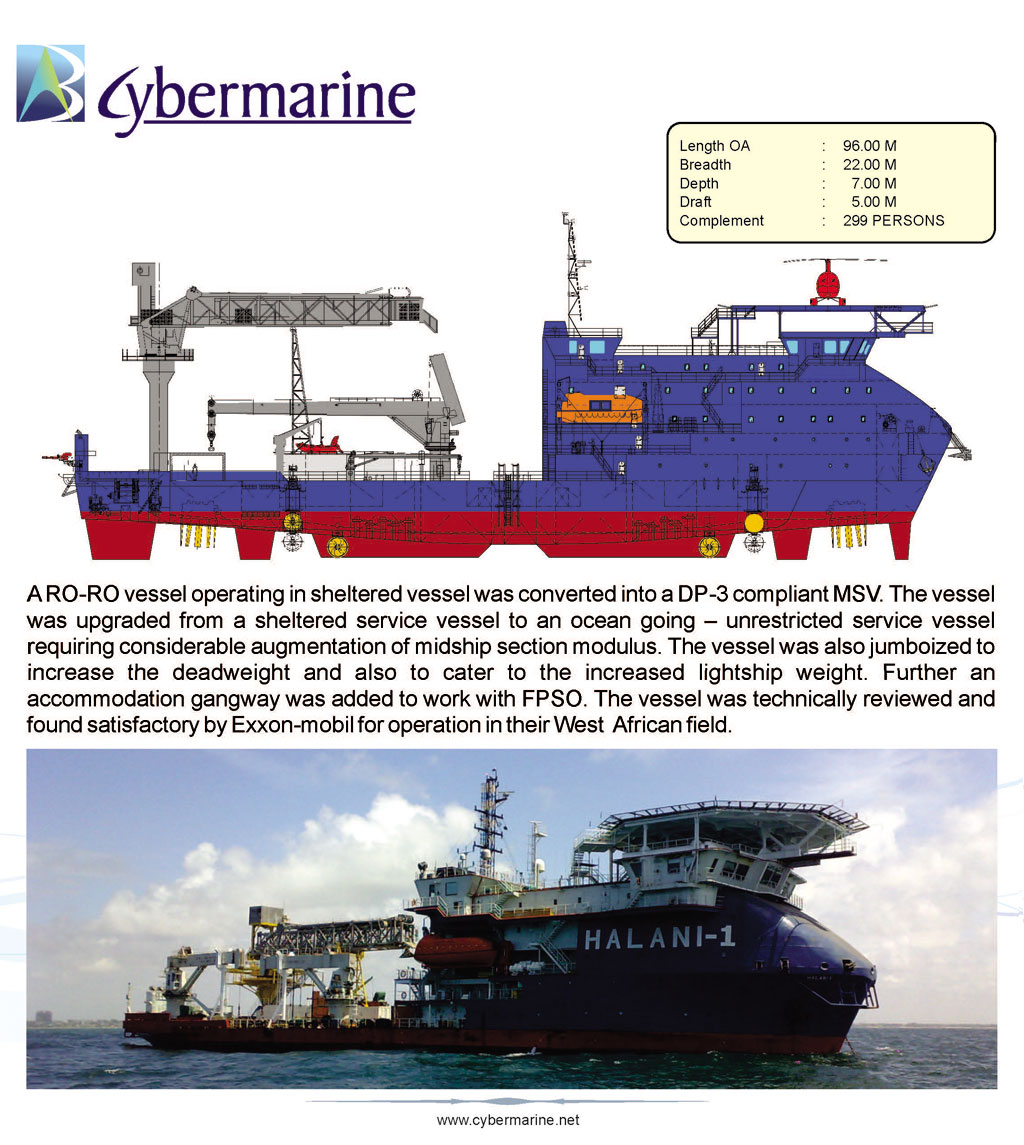 Cybermarine
Length OA : 96.00 M
Breadth : 22.00 M
Depth : 7.00 M
Draft : 5.00 M
Complement : 299 PERSONS
A RO-RO vessel operating in sheltered vessel was converted into a DP-3 compliant MSV. The vessel
was upgraded from a sheltered service vessel to an ocean going – unrestricted service vessel
requiring considerable augmentation of midship section modulus. The vessel was also jumboized to
increase the deadweight and also to cater to the increased lightship weight. Further an
accommodation gangway was added to work with FPSO. The vessel was technically reviewed and
found satisfactory by Exxon-mobil for operation in their West African field.
HALANI-1
HALANI-1
www.cybermarine.net